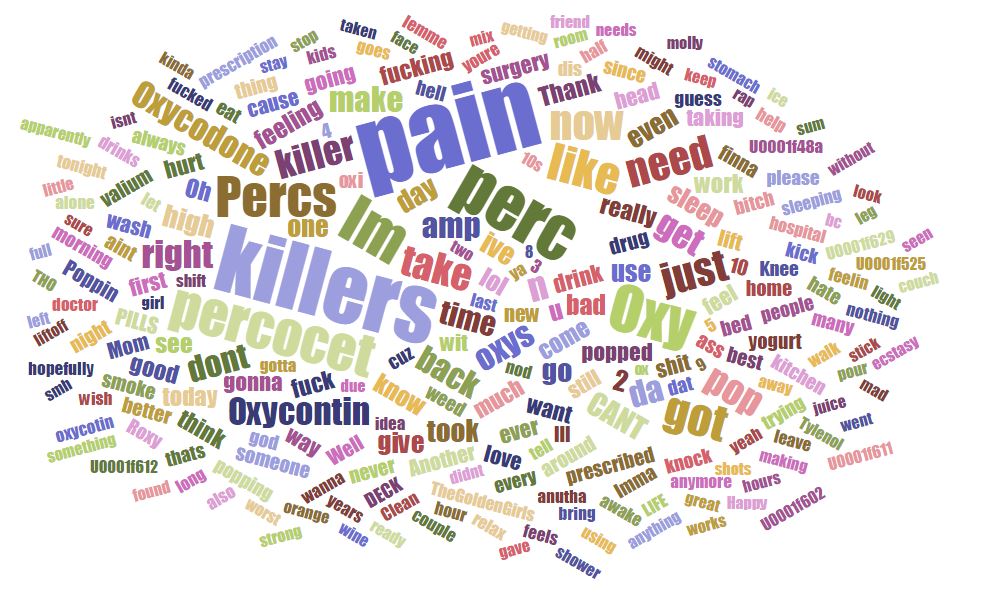 friend
needs
taken
lemme
mix
getting
room
molly
stop
face
half
kinda
prescription
kids
goes
youre
might
stomach
stay
fucking
surgery
dis
since
keep
ice
fucked
thing
going
hell
Thank
head
guess
rap
eat
cause
make
pain
now
even
taking
help
sum
Oxycodone
feeling
4
killer
10s
like
need
finna
U0001f48a
apparently
isnt
always
drinks
tonight
valium
hurt
Oh
Percs
oxi
day
perc
work
please
without
little
alone
let
high
one
Im
amp
ive
really
sleep
bitch
sleeping
look
sure
wash
two
8
drug
get
lift
hospital
hc
leg
morning
aint
right
killers
take
lol
ya
3
kick
U0001f629
seen
full
Poppin
first
shift
n
drink
use
just
10
Knee
feelin
U0001f525
THO
doctor
girl
percocet
time
last
new
u
bad
Oxy
feel
home
hate
light
couch
left
liftoff
night
PILLS
see
wit
oxys
come
5
bed
people
many
nothing
hopefully
Mom
good
dont
cuz
back
nod
go
popped
ox
shit
9
ass
best
yogurt
walk
stick
ecstasy
smh
smoke
gotta
gonna
fuck
due
know
weed
much
still
2
da
dat
pop
kitchen
away
pour
mad
wish
better
today
Oxycontin
idea
want
CANT
got
trying
juice
went
oxycotin
Roxy
think
god
way
Well
give
took
ever
Ill
yeah
leave
Tylenol
something
thats
someone
never
Another
love
tell
around
prescribed
knock
shots
making
U0001f611
U0001f612
popping
wanna
DECK
didnt
every
Imma
anymore
hours
found
long
also
years
Clean
TheGoldenGirls
anutha
awake
LIFE
great
Happy
U0001f602
worst
orange
couple
hour
relax
bring
anything
works
strong
wine
ready
gave
feels
using
shower